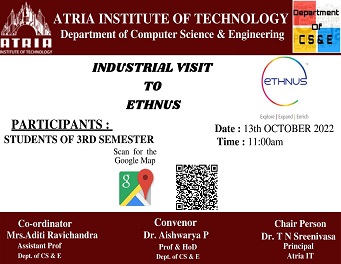 ATRIA INSTITUTE OF TECHNOLOGY
Department of Computer Science & Engineering
ATRIA
INSTITUTE OF TECHNOLOGY
Department
Of
CS&E
INDUSTRIAL VISIT
TO
ETHNUS
eTHNUS
Explore | Expand | Enrich
PARTICIPANTS :
STUDENTS OF 3RD SEMESTER
Date : 13th OCTOBER 2022
Time : 11:00am
Scan for the
Google Map
g
Co-ordinator
Mrs.Aditi Ravichandra
Assistant Prof
Dept. of CS & E
Convenor
Dr. Aishwarya P
Prof & HoD
Dept. of CS & E
Chair Person
Dr. T N Sreenivasa
Principal
Atria IT